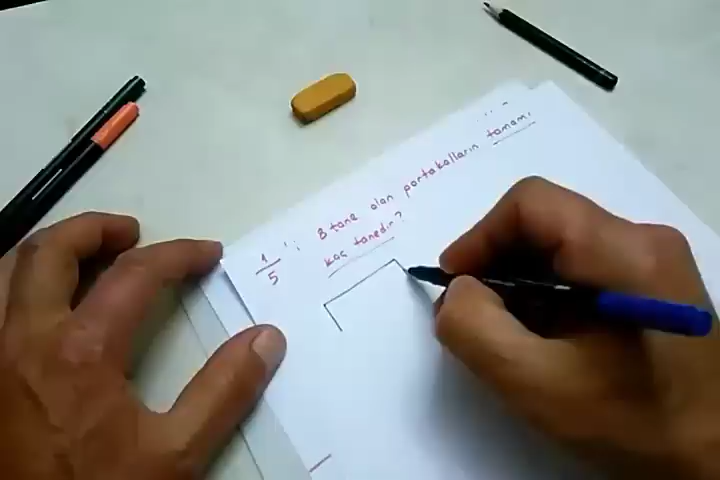 1/5 'i 8 tane olan portakalların tamamı
kaç tanedir?